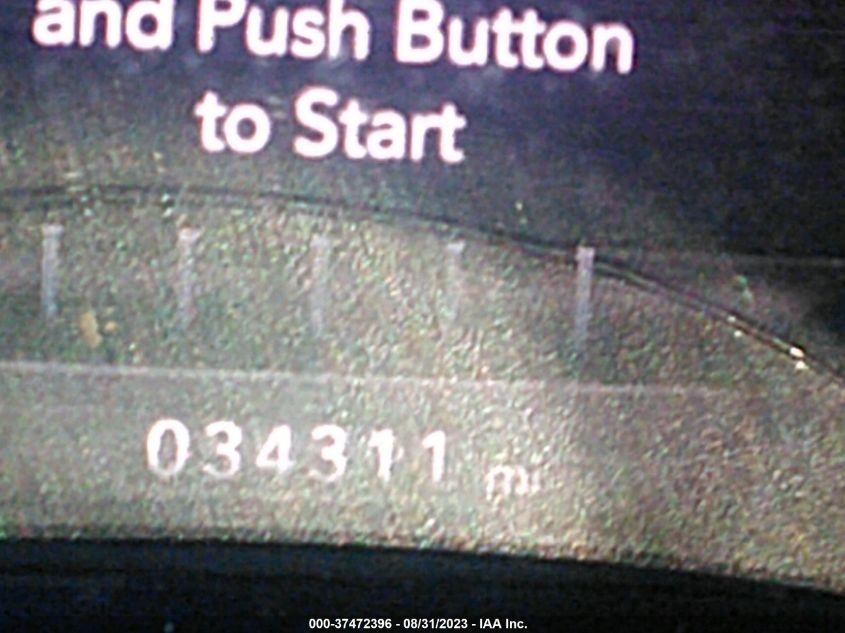 and Push Button
to Start
034311 mi
000-37472396 - 08/31/2023 - IAA Inc.